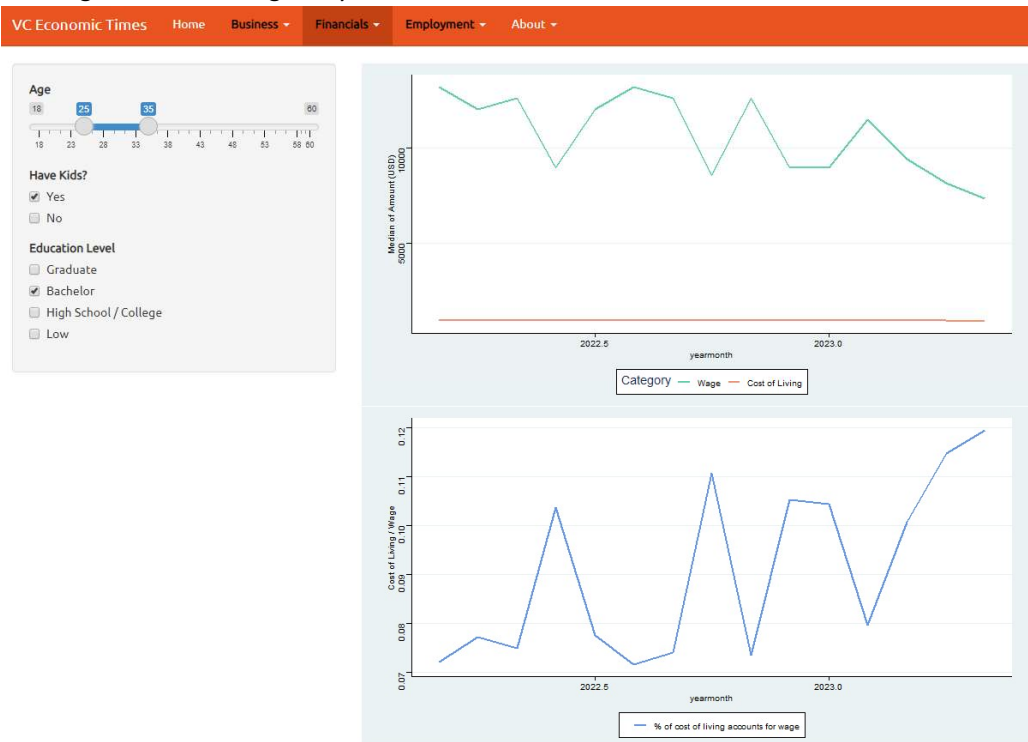 VC Economic Times Home Business Financials Employment About
Age
18 25 35 60
18 23 28 33 38 43 48 53 58 60
Have Kids?
Yes
No
Education Level
Graduate
Bachelor
High School / College
Low
Median of Amount (USD)
10000
5000
2022.5 2023.0
yearmonth
Category Wage Cost of Living
Cost of Living / Wage
0.12
0.11
0.10
0.09
0.08
0.07
2022.5 2023.0
yearmonth
% of cost of living accounts for wage